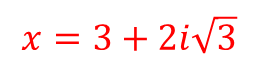 x = 3 + 2i√3